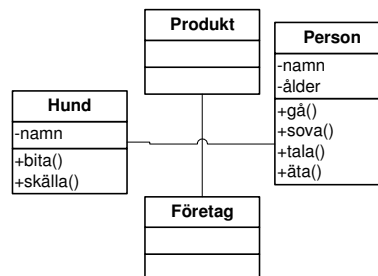 Produkt
Person
-namn
-ålder
+gå()
+sova()
+tala()
+äta()
Hund
-namn
+bita()
+skälla()
Företag